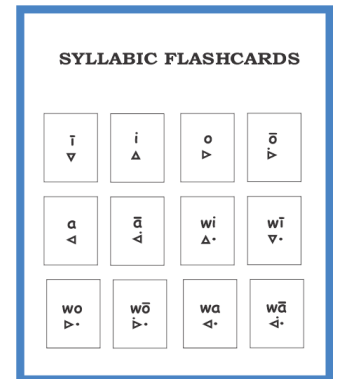 SYLLABIC FLASHCARDS
ī i o ō
ᐁ ᐃ ᐅ ᐆ
a ā wi wī
ᐊ ᐋ ᐃᐧ ᐁᐧ
wo wō wa wā
ᐅᐧ ᐆᐧ ᐊᐧ ᐋᐧ